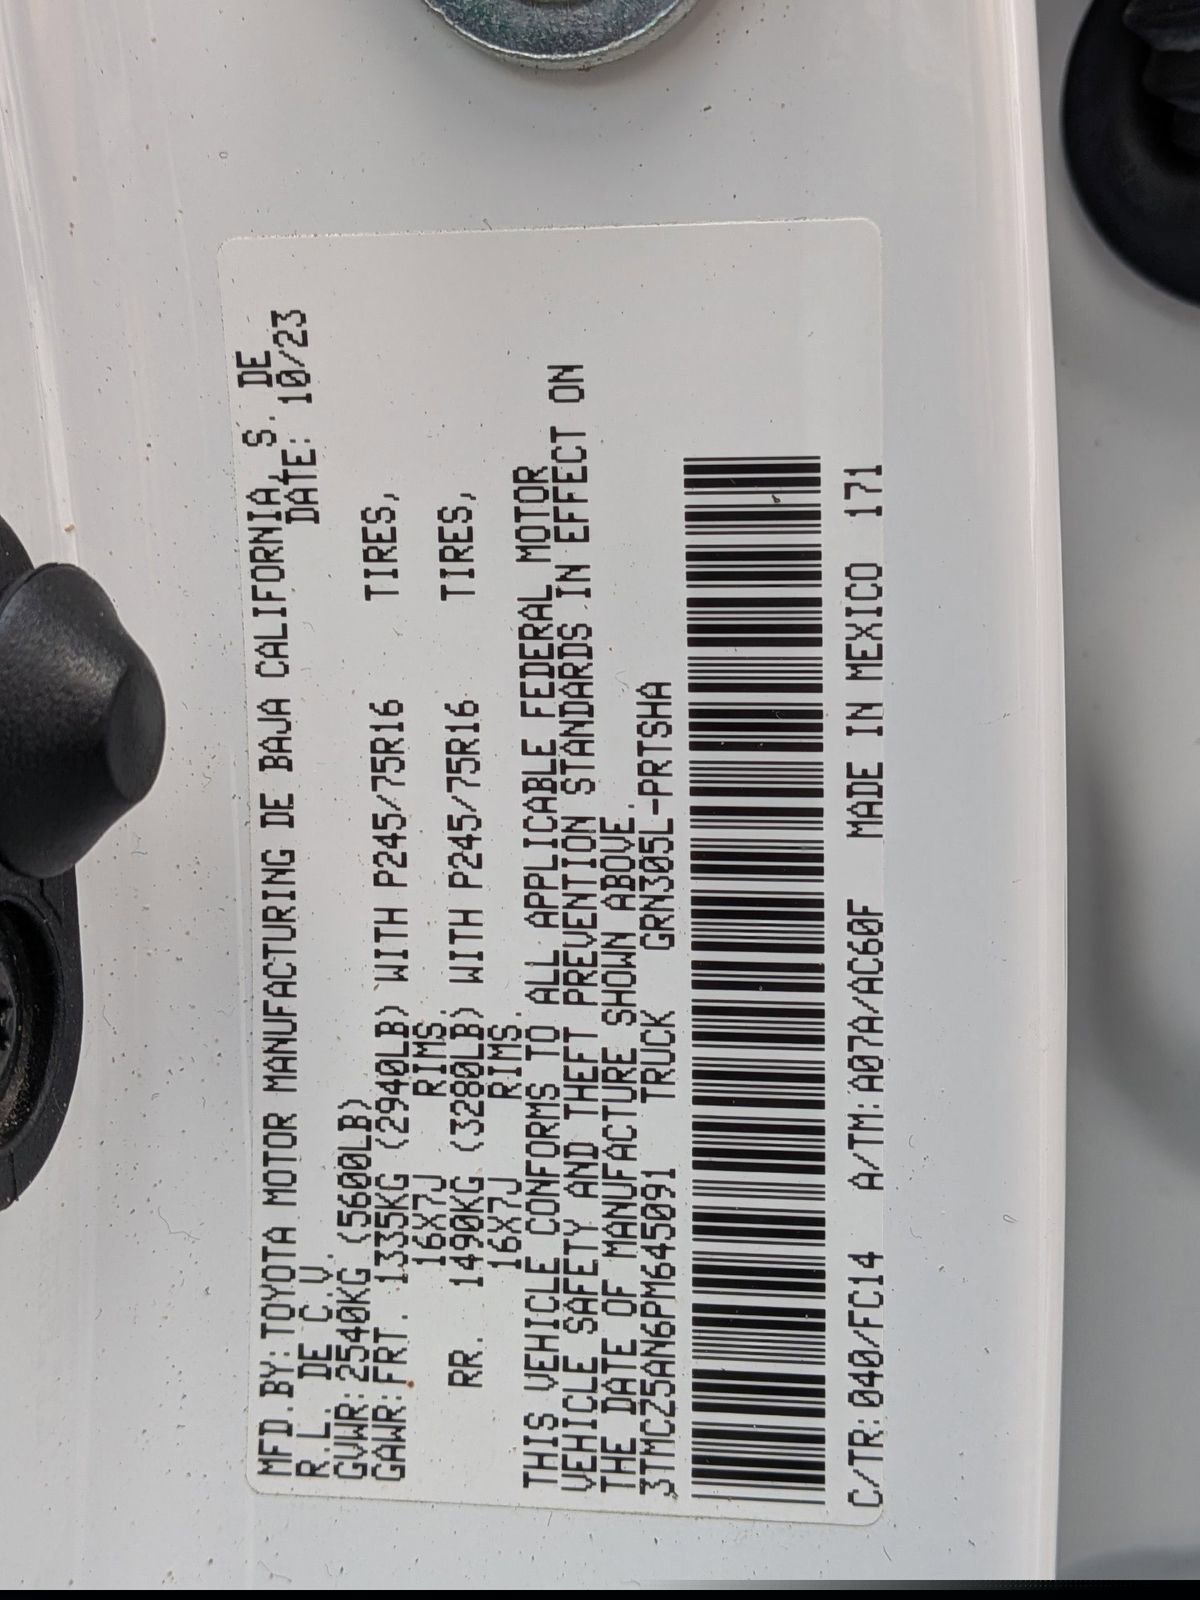 MFD.BY:TOYOTA MOTOR MANUFACTURING DE BAJA CALIFORNIA, S. DE
R.L. DE C.V. DATE: 10/23
GVWR:2540KG (5600LB)
GAWR:FRT. 1335KG (2940LB) WITH P245/75R16 TIRES,
16X7J RIMS.
RR. 1490KG (3280LB) WITH P245/75R16 TIRES,
16X7J RIMS.
THIS VEHICLE CONFORMS TO ALL APPLICABLE FEDERAL MOTOR
VEHICLE SAFETY AND THEFT PREVENTION STANDARDS IN EFFECT ON
THE DATE OF MANUFACTURE SHOWN ABOVE.
3TMCZ5AN6PM645091 TRUCK GRN305L-PRTSHA
C/TR:040/FC14 A/TM:A07A/AC60F MADE IN MEXICO 171